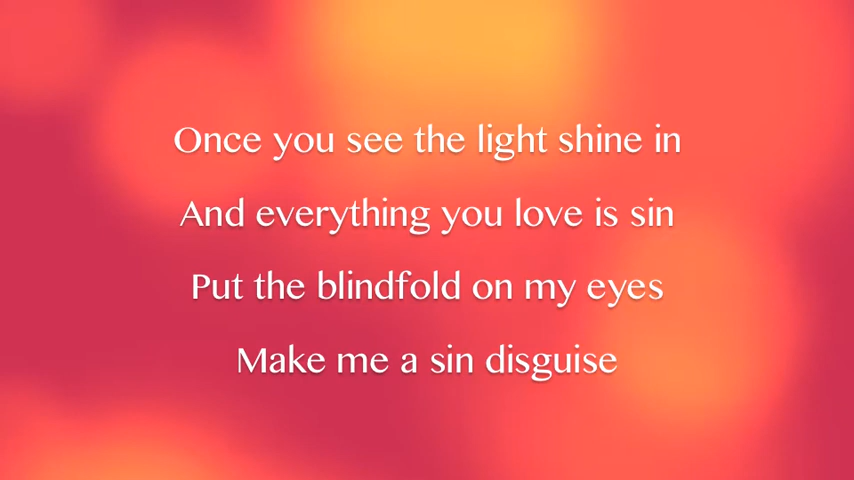 Once you see the light shine in
And everything you love is sin
Put the blindfold on my eyes
Make me a sin disguise